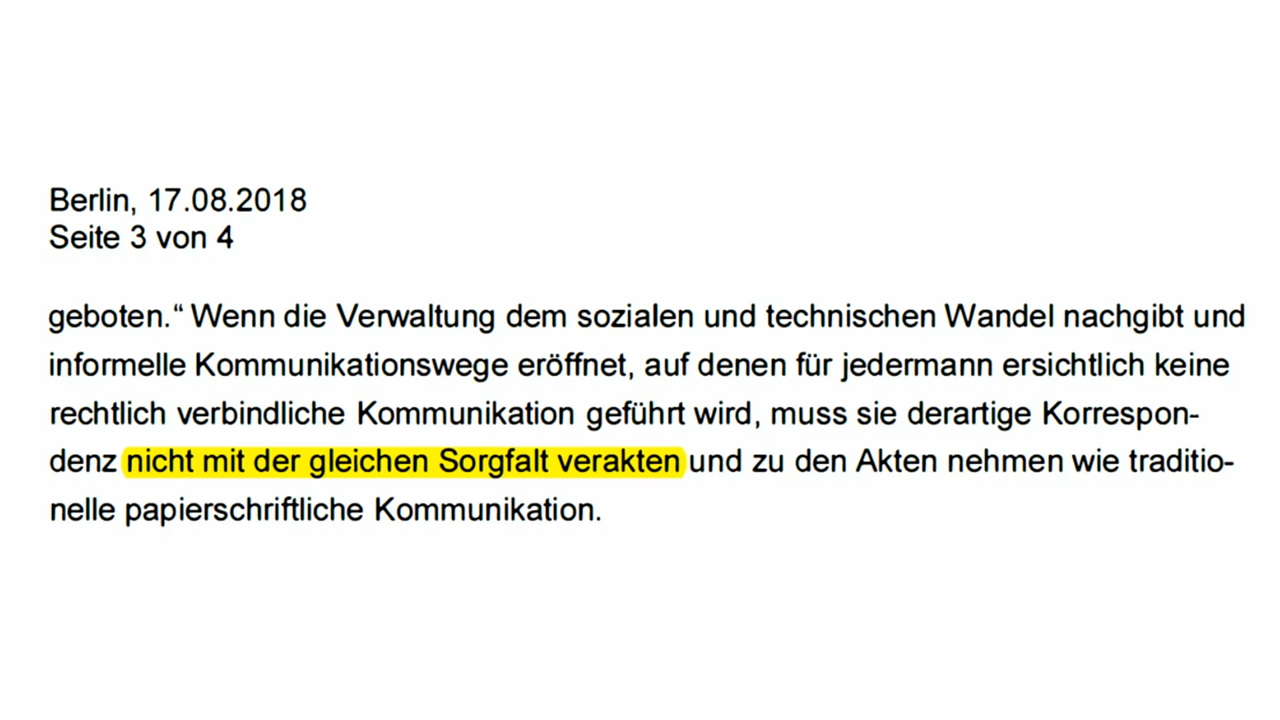 Berlin, 17.08.2018
Seite 3 von 4
geboten.“ Wenn die Verwaltung dem sozialen und technischen Wandel nachgibt und
informelle Kommunikationswege eröffnet, auf denen für jedermann ersichtlich keine
rechtlich verbindliche Kommunikation geführt wird, muss sie derartige Korrespon-
denz nicht mit der gleichen Sorgfalt verakten und zu den Akten nehmen wie traditio-
nelle papierschriftliche Kommunikation.